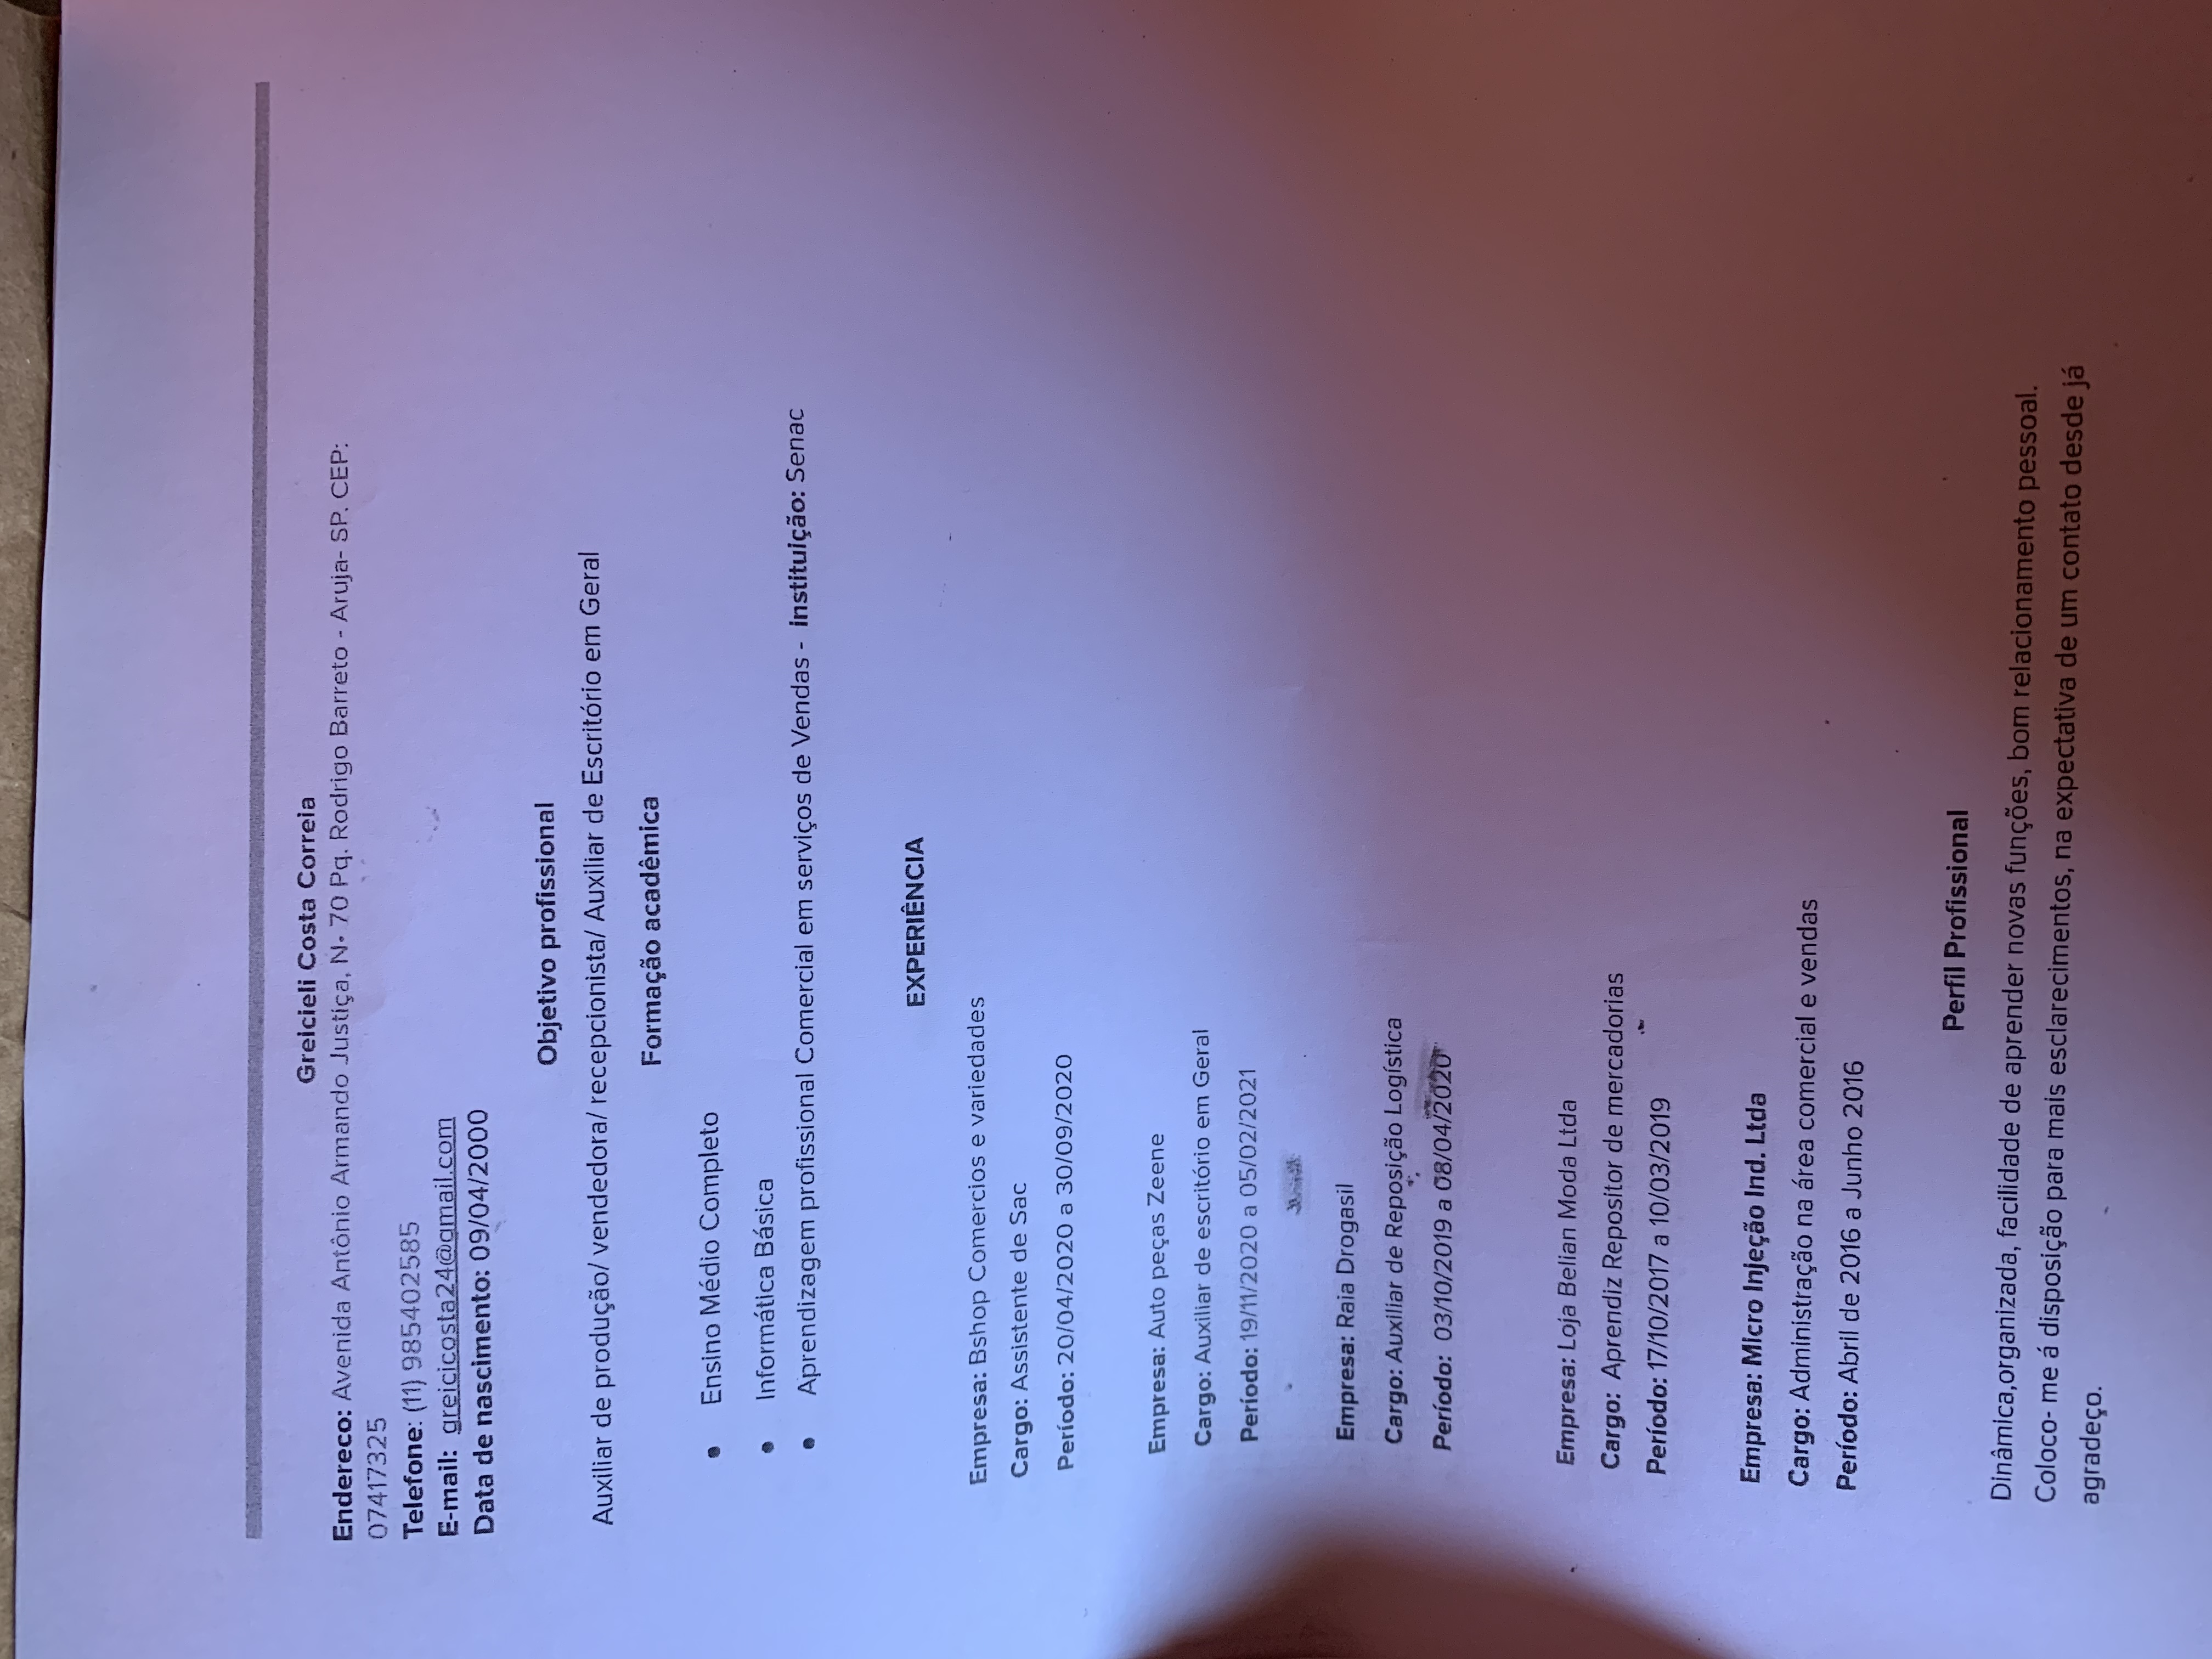 Greicieli Costa Correia
Endereco: Avenida Antônio Armando Justiça, N• 70 Pq. Rodrigo Barreto - Aruja- SP. CEP:
07417325
Telefone: (11) 985402585
E-mail: greicicosta24@gmail.com
Data de nascimento: 09/04/2000
Objetivo profissional
Auxiliar de produção/ vendedora/ recepcionista/ Auxiliar de Escritório em Geral
Formação acadêmica
• Ensino Médio Completo
• Informática Básica
• Aprendizagem profissional Comercial em serviços de Vendas - instituição: Senac
EXPERIÊNCIA
Empresa: Bshop Comercios e variedades
Cargo: Assistente de Sac
Período: 20/04/2020 a 30/09/2020
Empresa: Auto peças Zeene
Cargo: Auxiliar de escritório em Geral
Período: 19/11/2020 a 05/02/2021
Empresa: Raia Drogasil
Cargo: Auxiliar de Reposição Logística
Período: 03/10/2019 a 08/04/2020
Empresa: Loja Belian Moda Ltda
Cargo: Aprendiz Repositor de mercadorias
Período: 17/10/2017 a 10/03/2019
Empresa: Micro Injeção Ind. Ltda
Cargo: Administração na área comercial e vendas
Período: Abril de 2016 a Junho 2016
Perfil Profissional
Dinâmica,organizada, facilidade de aprender novas funções, bom relacionamento pessoal.
Coloco- me á disposição para mais esclarecimentos, na expectativa de um contato desde já
agradeço.